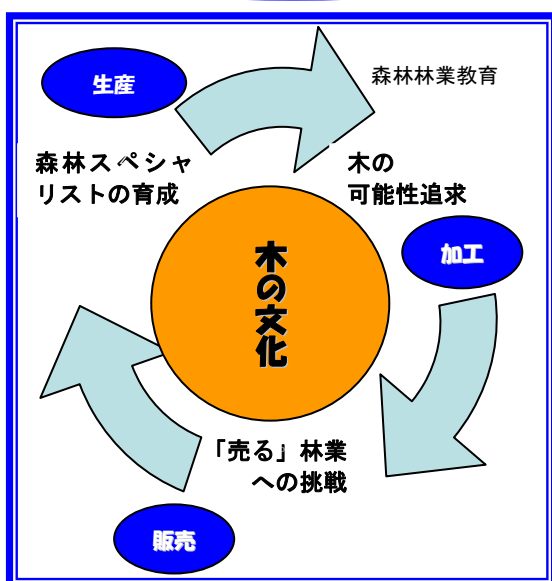 生産
森林林業教育
森林スペシャ
リストの育成
木の
可能性追求
加工
木の文化
「売る」林業
への挑戦
販売